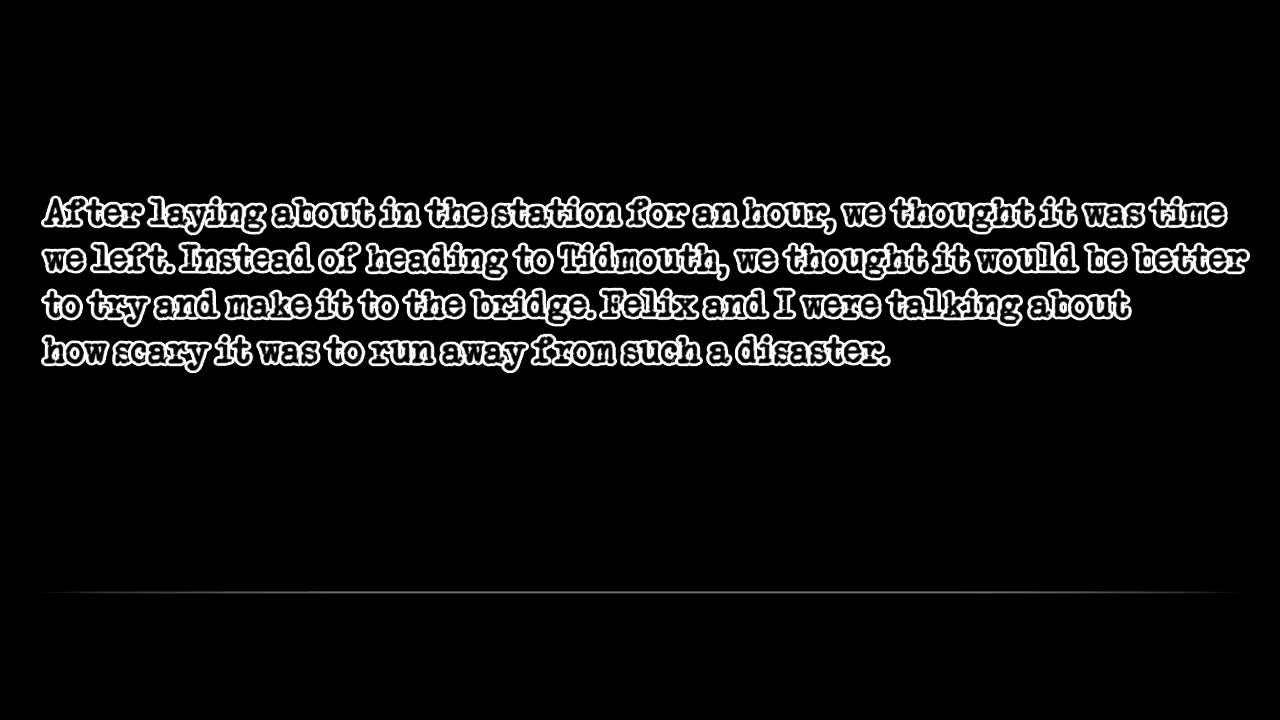 After laying about in the station for an hour, we thought it was time
we left. Instead of heading to Tidmouth, we thought it would be better
to try and make it to the bridge. Felix and I were talking about
how scary it was to run away from such a disaster.